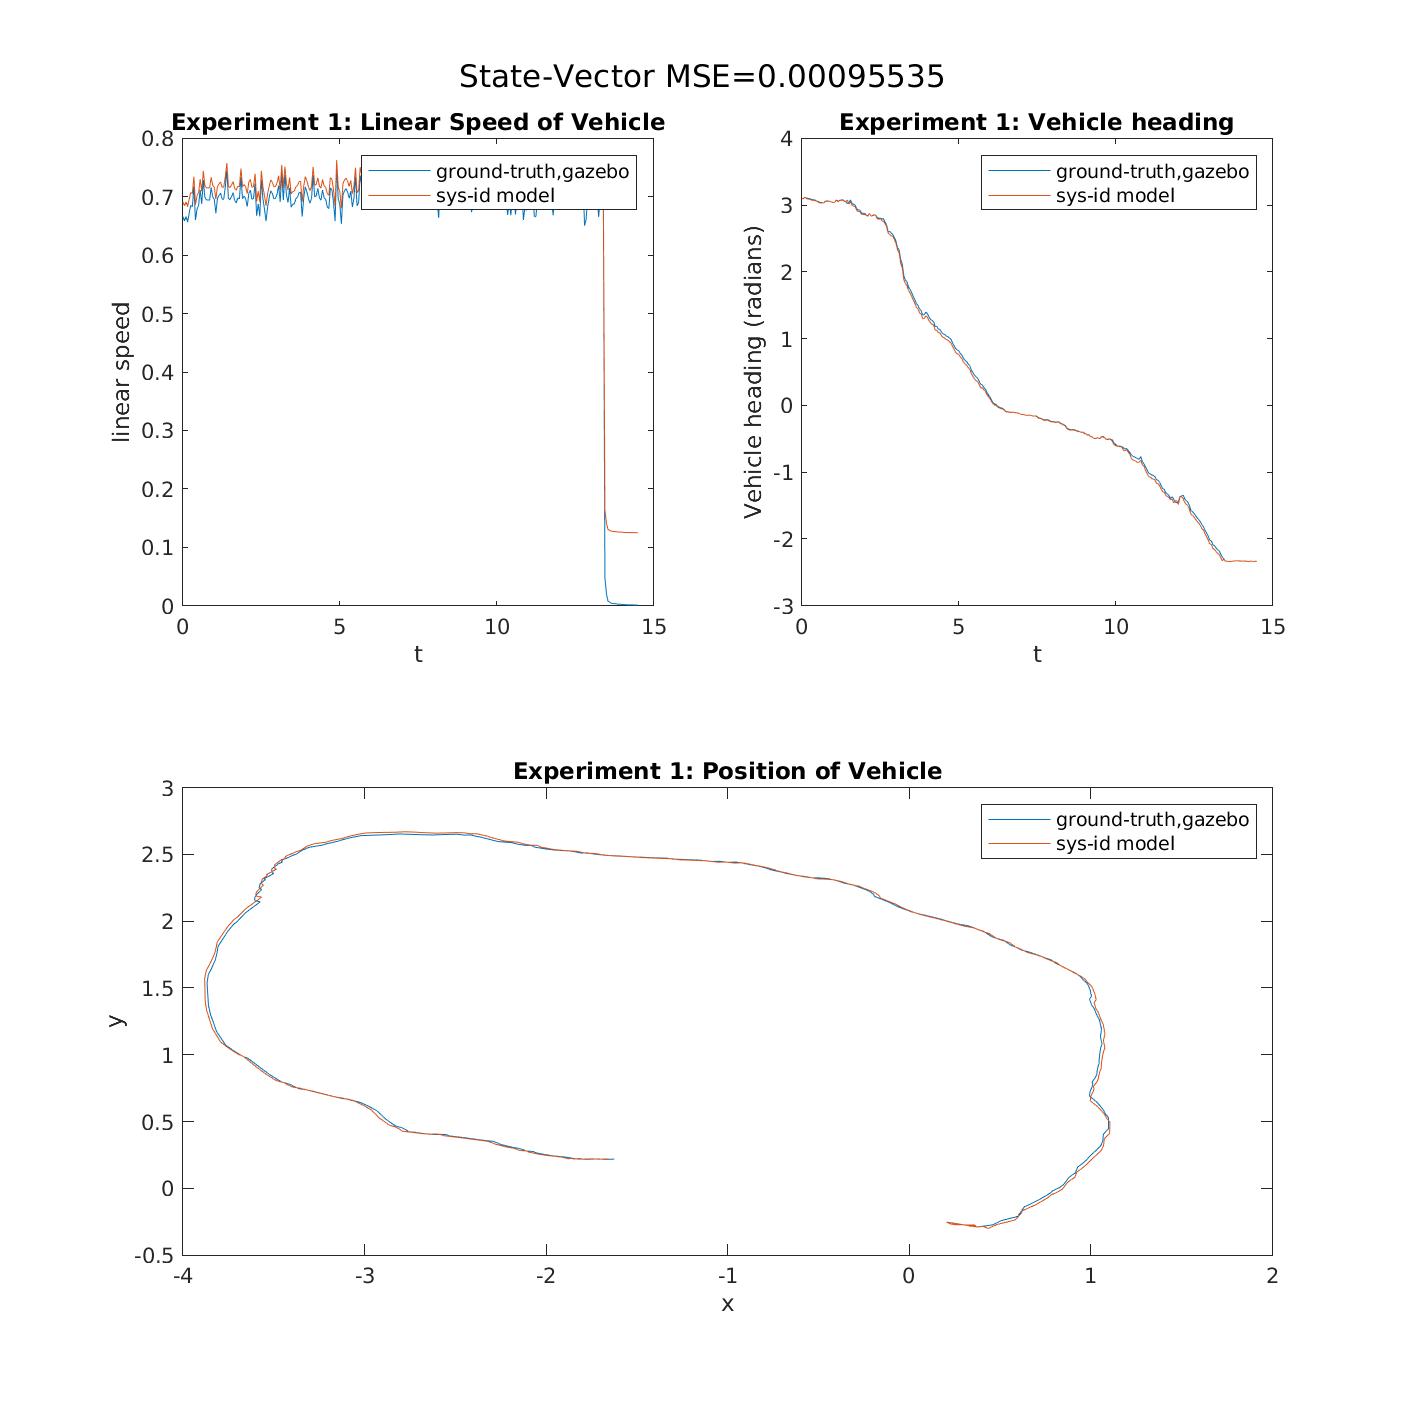 State-Vector MSE=0.00095535
Experiment 1: Linear Speed of Vehicle
ground-truth,gazebo
sys-id model
linear speed
0.8
0.7
0.6
0.5
0.4
0.3
0.2
0.1
0
0 5 10 15
t
Experiment 1: Vehicle heading
ground-truth,gazebo
sys-id model
Vehicle heading (radians)
4
3
2
1
0
-1
-2
-3
0 5 10 15
t
Experiment 1: Position of Vehicle
ground-truth,gazebo
sys-id model
y
3
2.5
2
1.5
1
0.5
0
-0.5
-4 -3 -2 -1 0 1 2
x